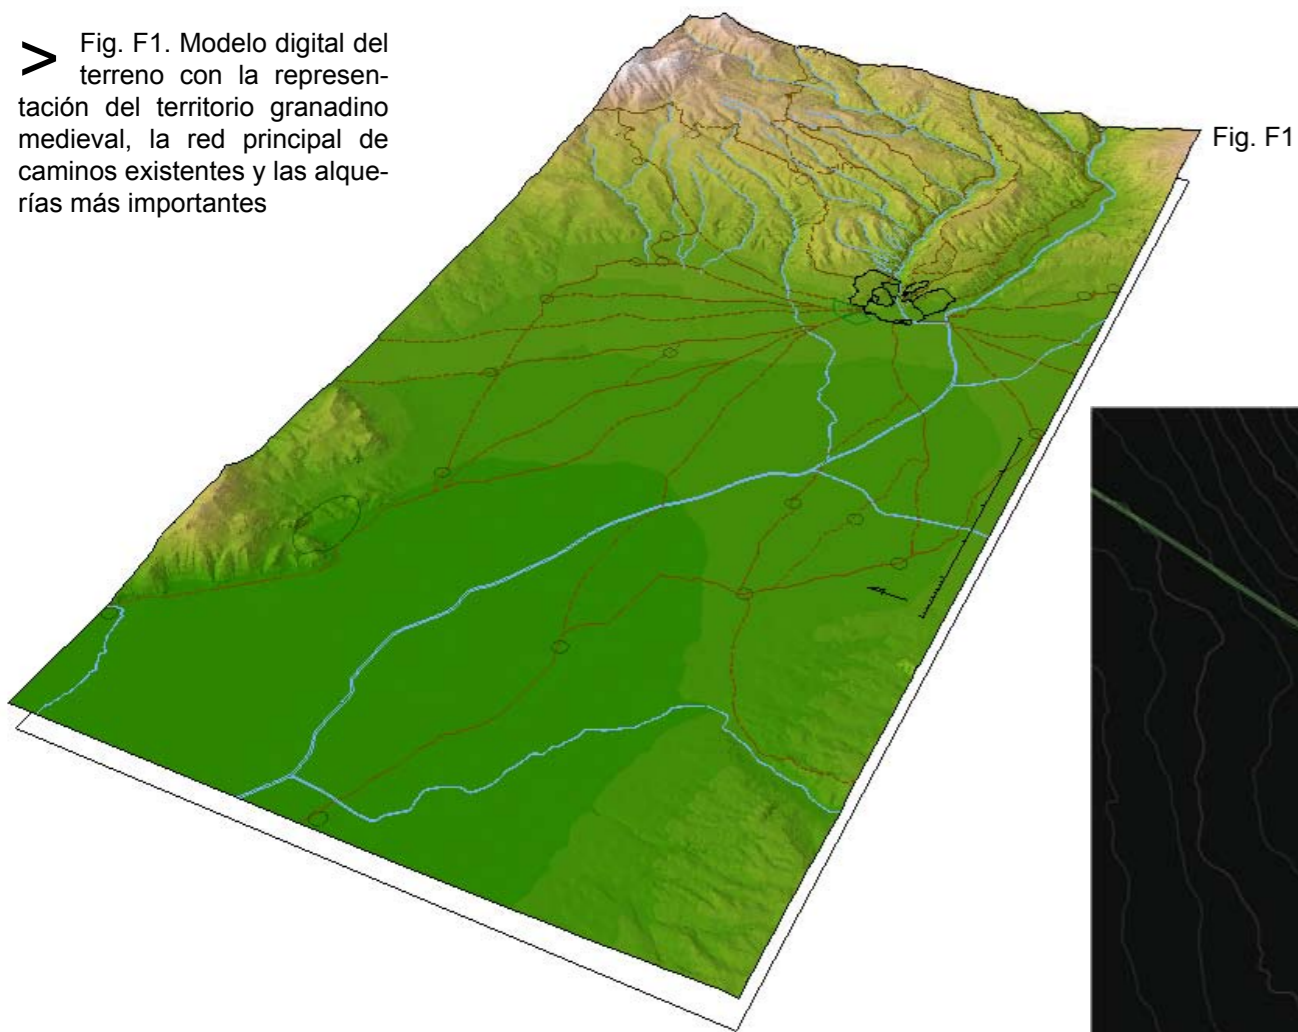 > Fig. F1. Modelo digital del
terreno con la represen-
tación del territorio granadino
medieval, la red principal de
caminos existentes y las alque-
rías más importantes
Fig. F1